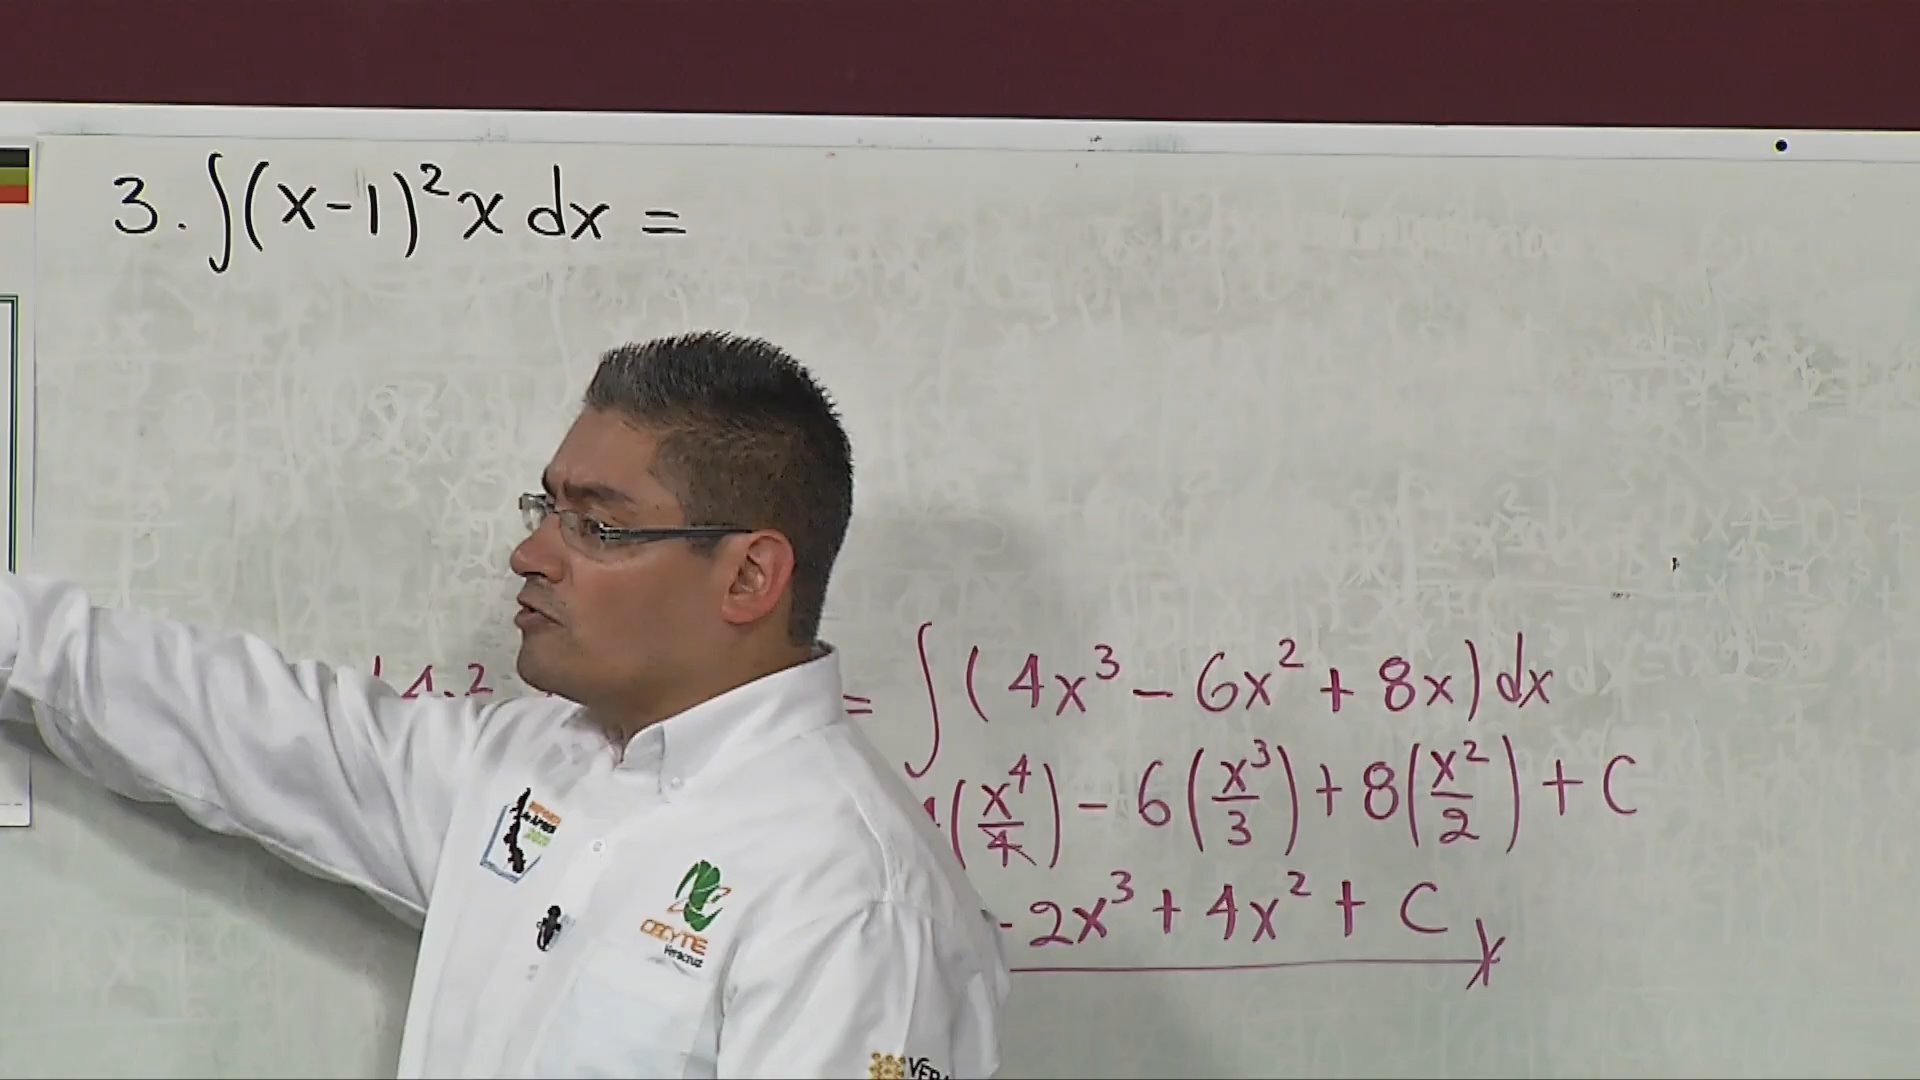 3. ∫(x-1)² x dx =
= ∫ (4x³ - 6x² + 8x) dx
(x⁴/4) - 6(x³/3) + 8(x²/2) + C
- 2x³ + 4x² + C
CECYTE
Veracruz